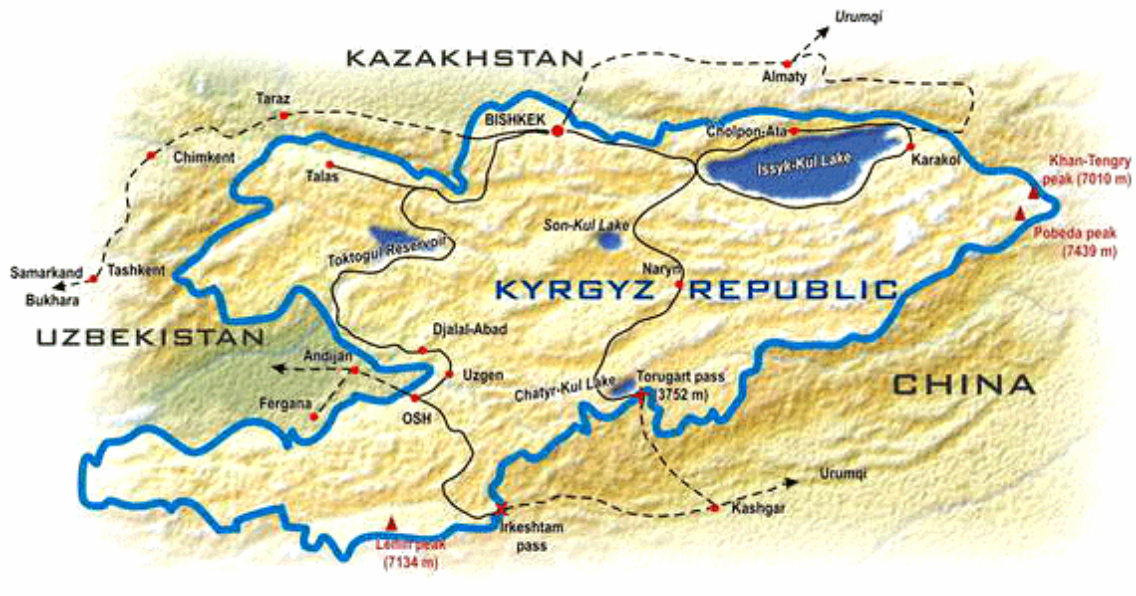 Urumqi
KAZAKHSTAN
Almaty
Taraz
BISHKEK
Cholpon-Ata
Chimkent
Issyk-Kul Lake
Karakol
Khan-Tengry
peak (7010 m)
Talas
Son-Kul Lake
Pobeda peak
(7439 m)
Toktogul Reservoir
Samarkand
Tashkent
Bukhara
Naryn
KYRGYZ REPUBLIC
UZBEKISTAN
Djalal-Abad
Andijan
Uzgen
Chatyr-Kul Lake
Torugart pass
(3752 m)
CHINA
Fergana
OSH
Urumqi
Kashgar
Irkeshtam
pass
Lenin peak
(7134 m)